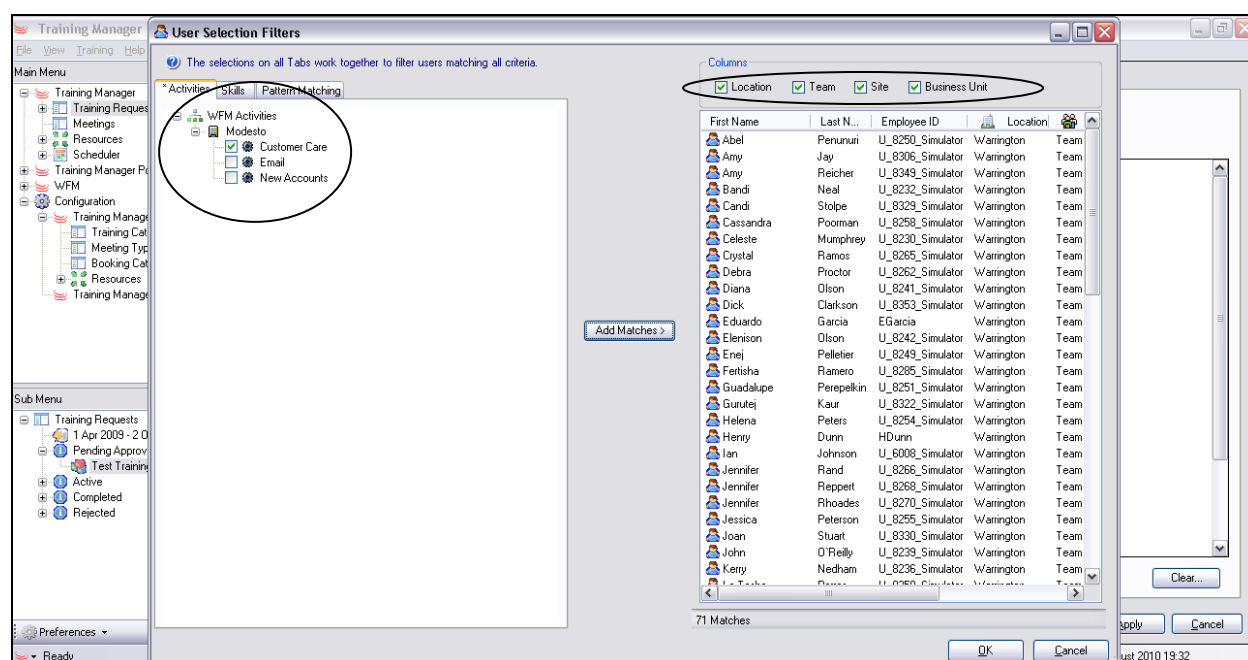 Training Manager
File View Training Help
Main Menu
Training Manager
Training Reques
Meetings
Resources
Scheduler
Training Manager Po
WFM
Configuration
Training Manage
Training Cat
Meeting Typ
Booking Cat
Resources
Training Manage
Sub Menu
Training Requests
1 Apr 2009 - 2 O
Pending Approv
Test Training
Active
Completed
Rejected
Preferences
Ready
User Selection Filters
The selections on all Tabs work together to filter users matching all criteria.
* Activities Skills Pattern Matching
WFM Activities
Modesto
Customer Care
Email
New Accounts
Add Matches >
Columns
Location Team Site Business Unit
First Name Last N... Employee ID Location
Abel Penunuri U_8250_Simulator Warrington Team
Amy Jay U_8306_Simulator Warrington Team
Amy Reicher U_8349_Simulator Warrington Team
Bandi Neal U_8232_Simulator Warrington Team
Candi Stolpe U_8329_Simulator Warrington Team
Cassandra Poorman U_8258_Simulator Warrington Team
Celeste Mumphrey U_8230_Simulator Warrington Team
Crystal Ramos U_8265_Simulator Warrington Team
Debra Proctor U_8262_Simulator Warrington Team
Diana Olson U_8241_Simulator Warrington Team
Dick Clarkson U_8353_Simulator Warrington Team
Eduardo Garcia EGarcia Warrington Team
Elenison Olson U_8242_Simulator Warrington Team
Enej Pelletier U_8249_Simulator Warrington Team
Fertisha Ramero U_8285_Simulator Warrington Team
Guadalupe Perepelkin U_8251_Simulator Warrington Team
Gurutej Kaur U_8322_Simulator Warrington Team
Helena Peters U_8254_Simulator Warrington Team
Henry Dunn HDunn Warrington Team
Ian Johnson U_6008_Simulator Warrington Team
Jennifer Rand U_8266_Simulator Warrington Team
Jennifer Reppert U_8268_Simulator Warrington Team
Jennifer Rhoades U_8270_Simulator Warrington Team
Jessica Peterson U_8255_Simulator Warrington Team
Joan Stuart U_8330_Simulator Warrington Team
John O'Reilly U_8239_Simulator Warrington Team
Kerry Nedham U_8236_Simulator Warrington Team
71 Matches
OK Cancel
Clear...
Apply Cancel
ust 2010 19:32